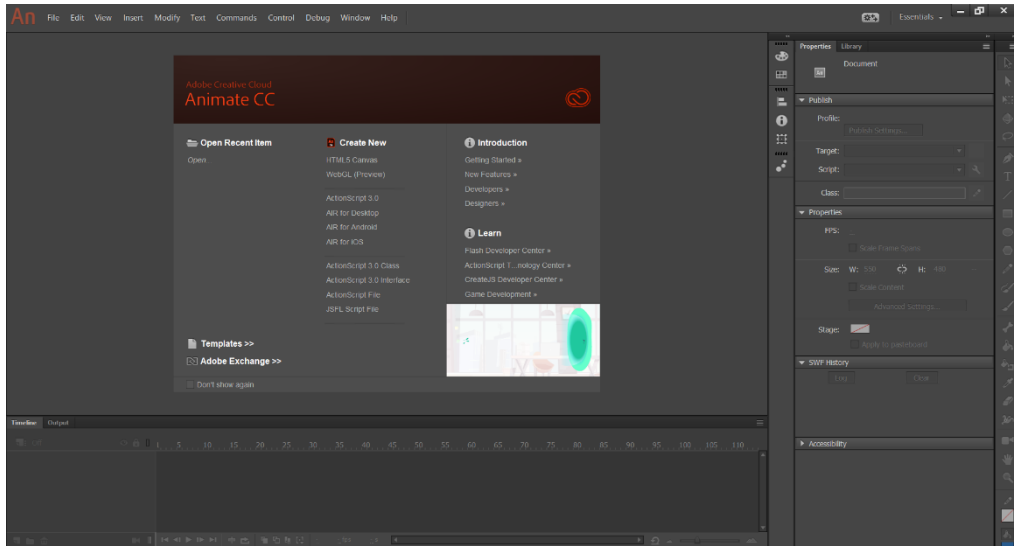 An File Edit View Insert Modify Text Commands Control Debug Window Help Essentials
Properties Library
Document
Publish
Profile:
Publish Settings...
Target:
Script:
Class:
Properties
FPS:
Scale Frame Spans
Size: W: 550 H: 400
Scale Content
Advanced Settings...
Stage:
Apply to pasteboard
SWF History
Log Clear
Accessibility
Adobe Creative Cloud
Animate CC
Open Recent Item
Open
Create New
HTML5 Canvas
WebGL (Preview)
ActionScript 3.0
AIR for Desktop
AIR for Android
AIR for iOS
ActionScript 3.0 Class
ActionScript 3.0 Interface
ActionScript File
JSFL Script File
Introduction
Getting Started »
New Features »
Developers »
Designers »
Learn
Flash Developer Center »
ActionScript T...nology Center »
CreateJS Developer Center »
Game Development »
Templates >>
Adobe Exchange >>
Don't show again
Timeline Output
1 5 10 15 20 25 30 35 40 45 50 55 60 65 70 75 80 85 90 95 100 105 110